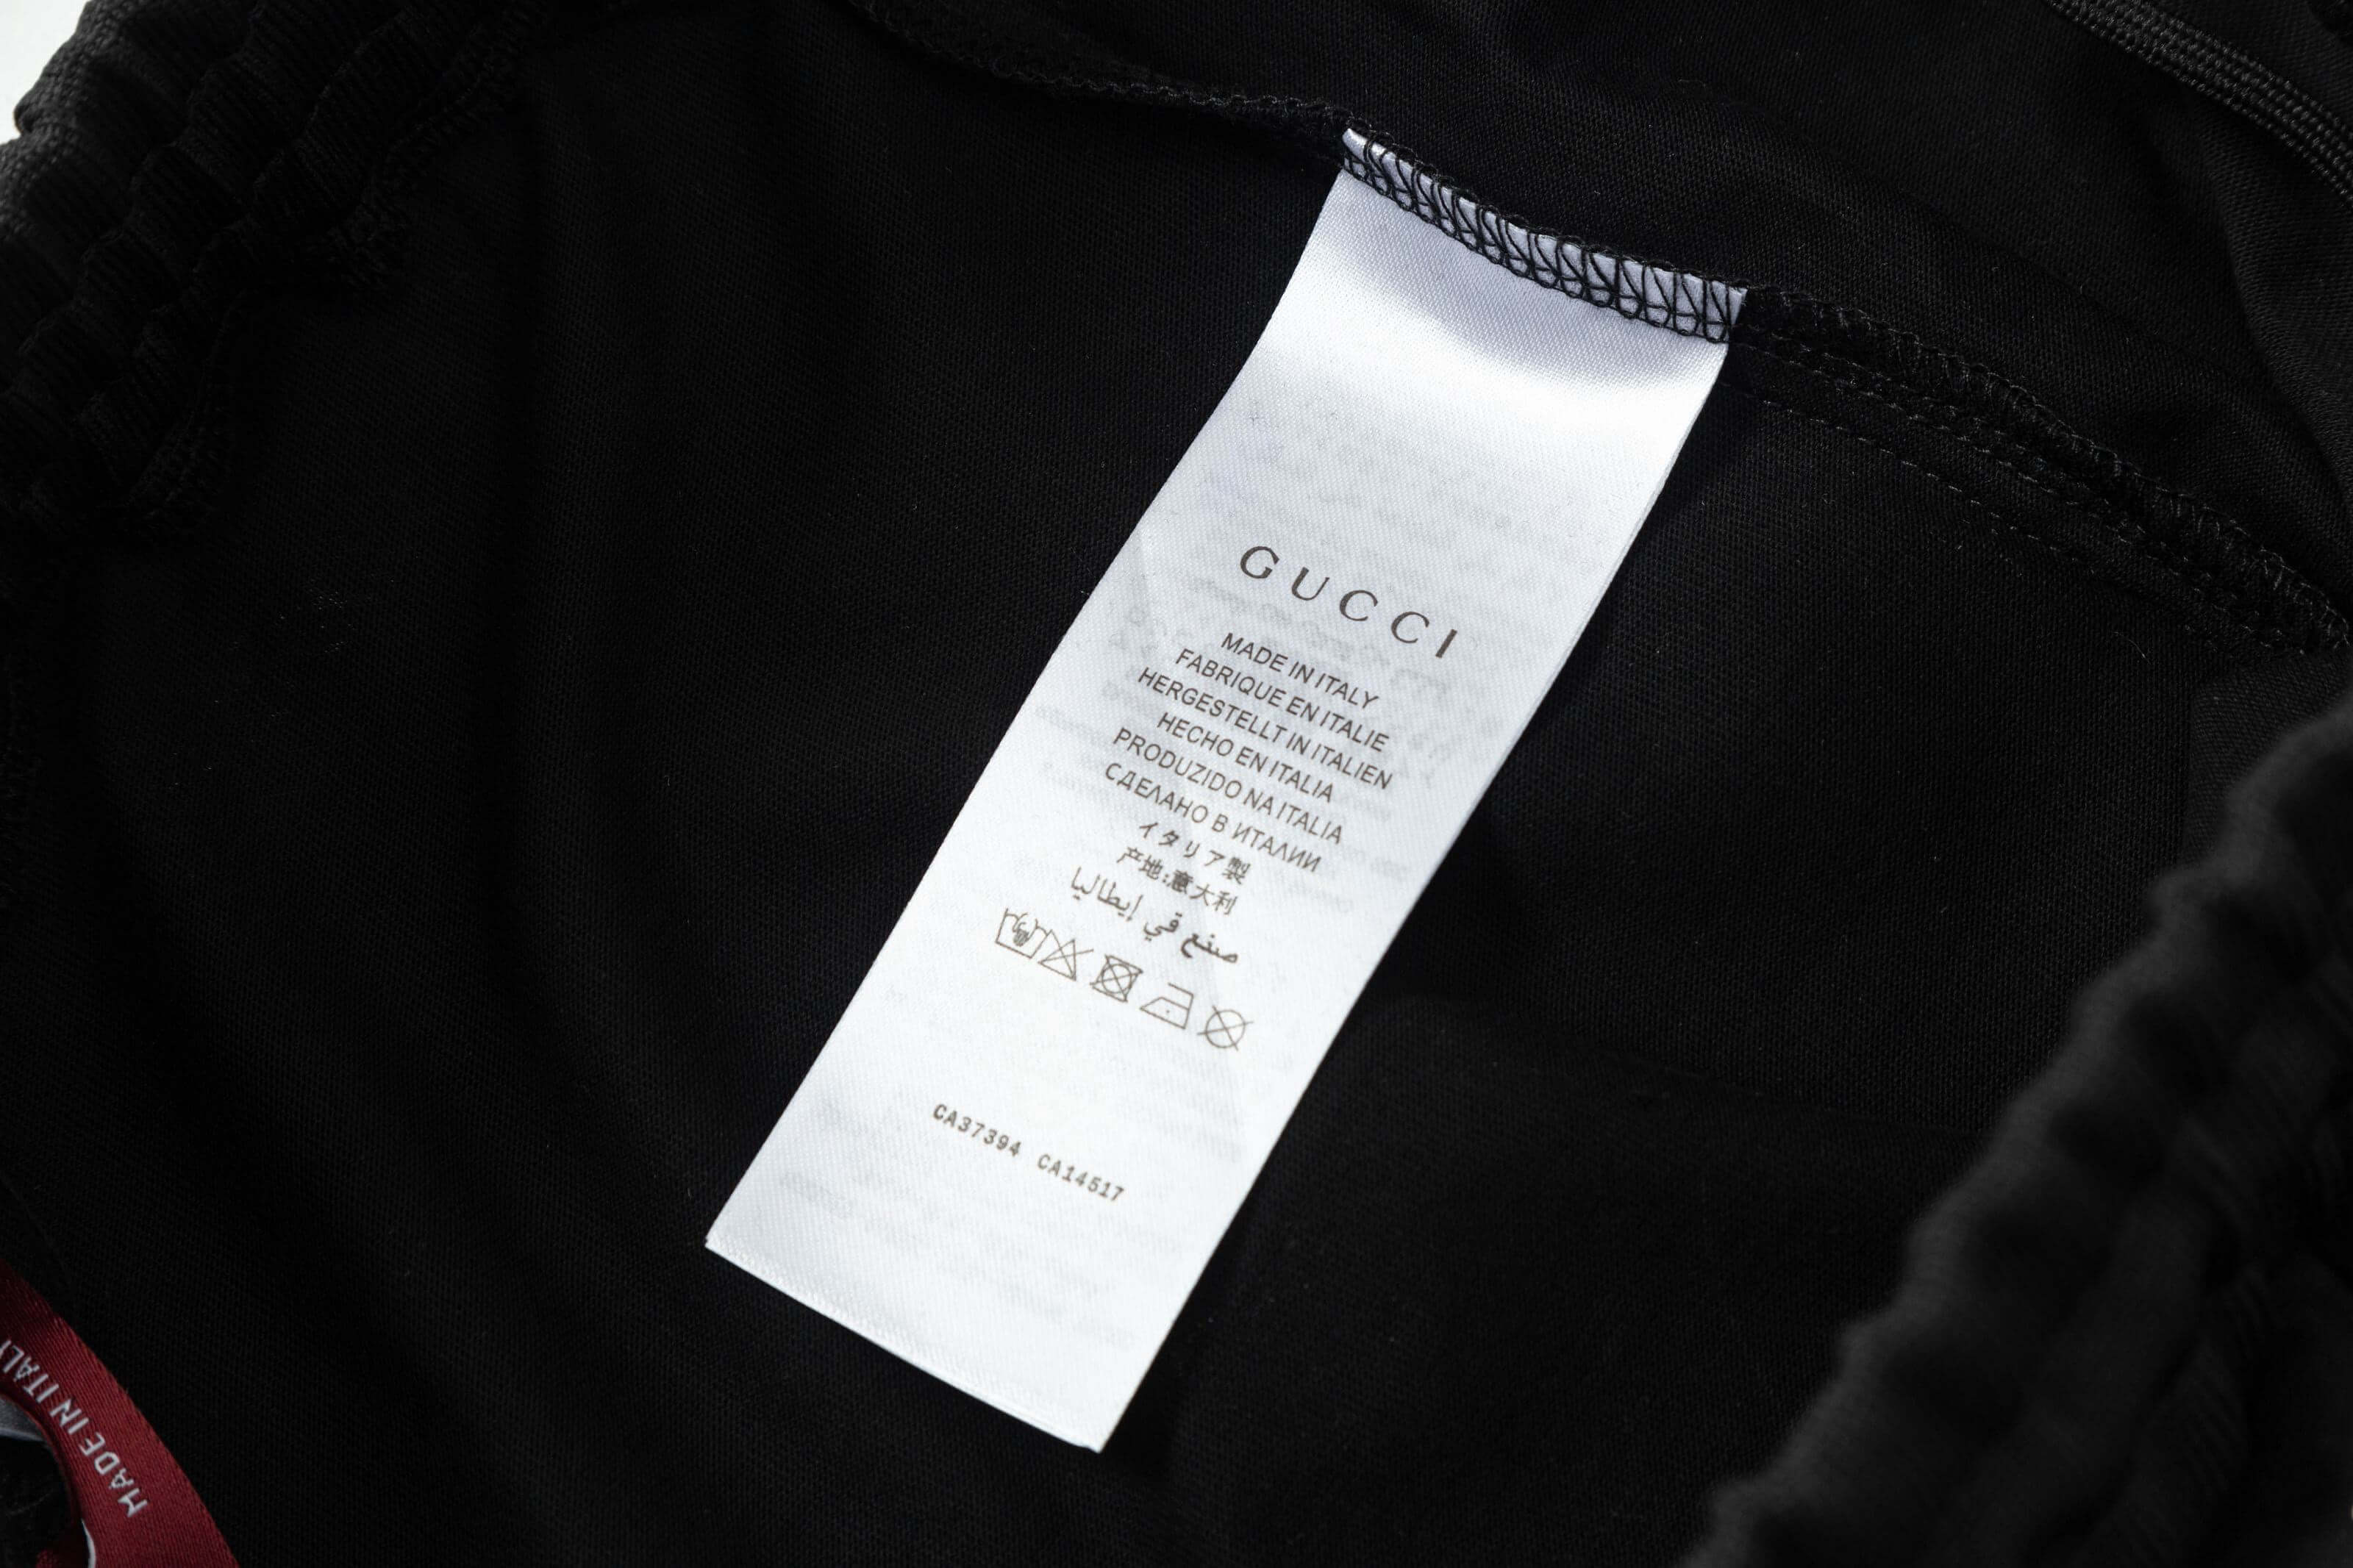 GUCCI
MADE IN ITALY
FABRIQUE EN ITALIE
HERGESTELLT IN ITALIEN
HECHO EN ITALIA
PRODUZIDO NA ITALIA
СДЕЛАНО В ИТАЛИИ
イタリア製
产地:意大利
صنع في إيطاليا
CA37394 CA14517
MADE IN ITALY